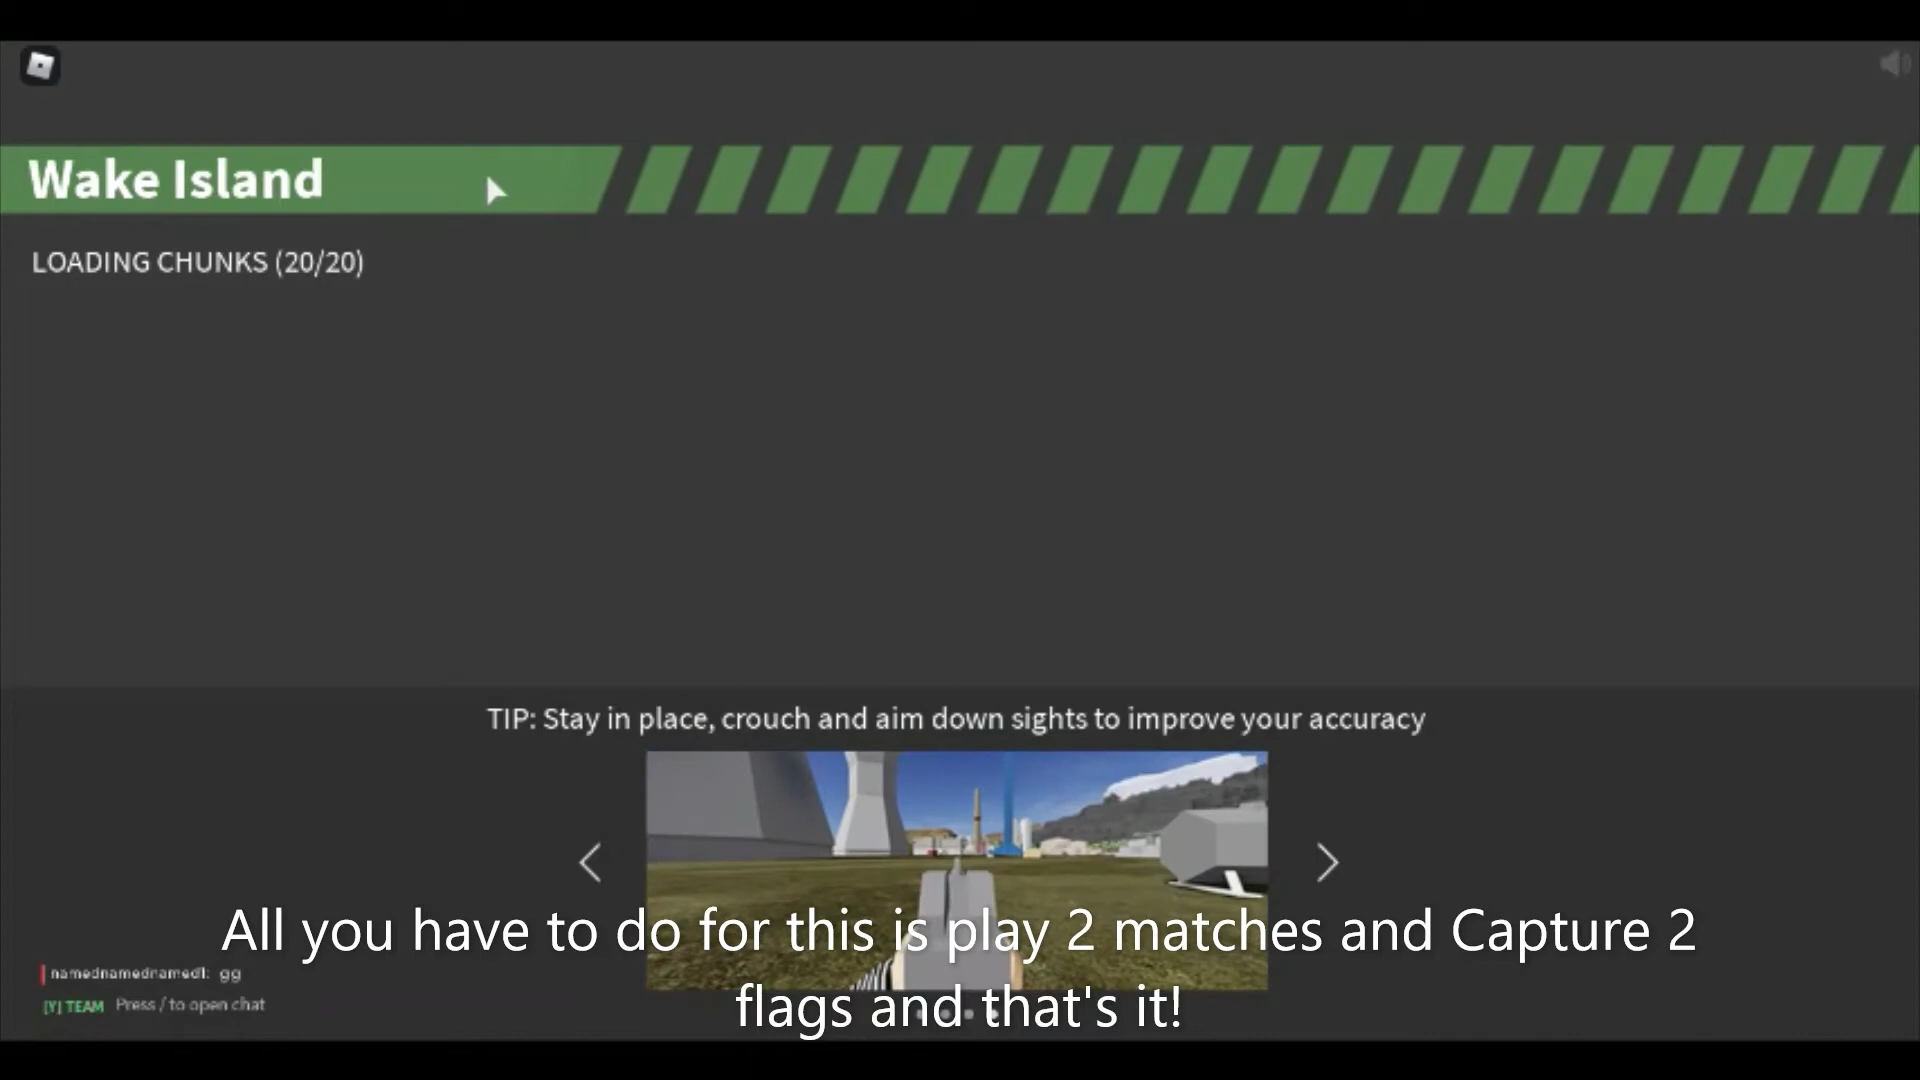 Wake Island
LOADING CHUNKS (20/20)
TIP: Stay in place, crouch and aim down sights to improve your accuracy
All you have to do for this is play 2 matches and Capture 2
flags and that's it!
namednamednamed1: gg
[Y] TEAM Press / to open chat